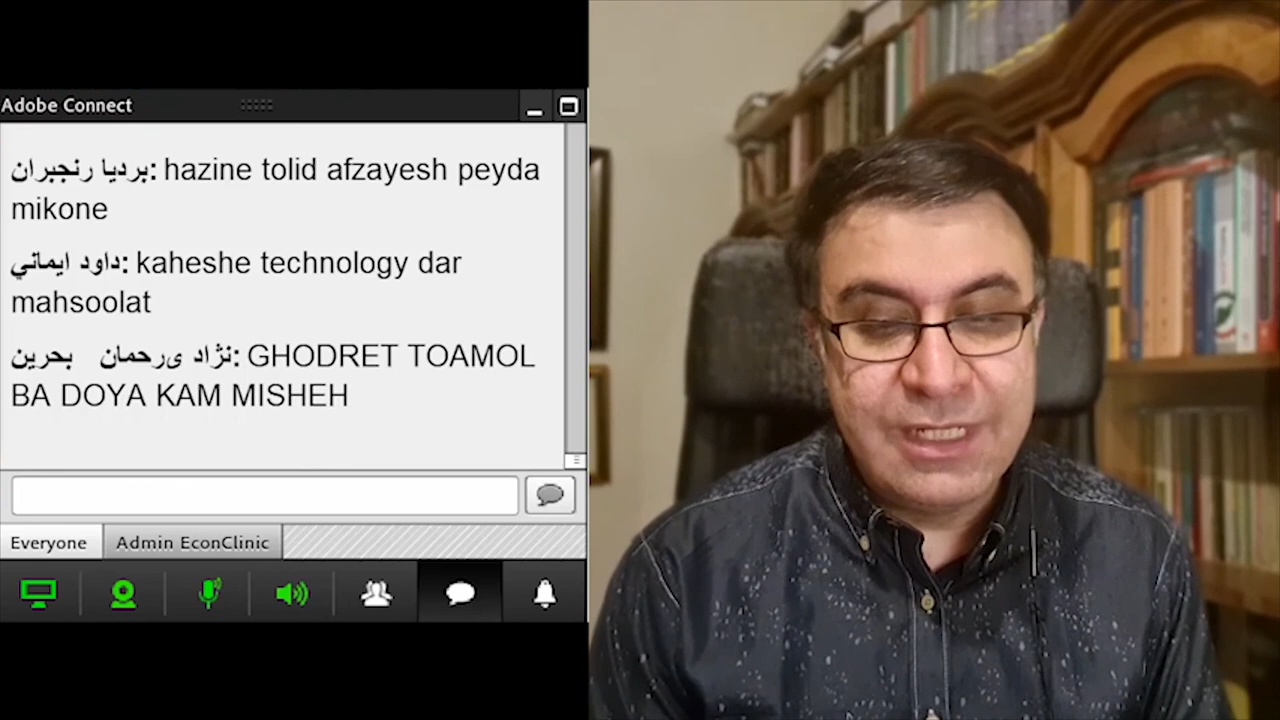 Adobe Connect
بردیا رنجبران: hazine tolid afzayesh peyda
mikone
داود ايماني: kaheshe technology dar
mahsoolat
نژاد یرحمان بحرین: GHODRET TOAMOL
BA DOYA KAM MISHEH
Everyone
Admin EconClinic